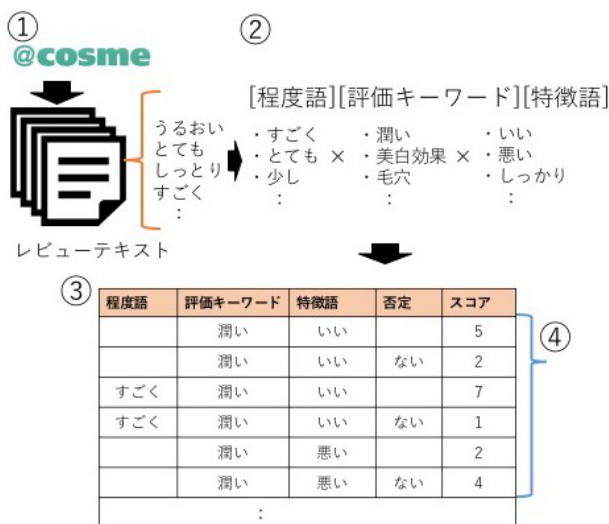 ① ②
@cosme
[程度語][評価キーワード][特徴語]
うるおい
とても
しっとり
すごく
:
・すごく ・潤い ・いい
・とても × ・美白効果 × ・悪い
・少し ・毛穴 ・しっかり
: : :
レビューテキスト
③
程度語 評価キーワード 特徴語 否定 スコア
潤い いい 5
潤い いい ない 2
すごく 潤い いい 7
すごく 潤い いい ない 1
潤い 悪い 2
潤い 悪い ない 4
:
④